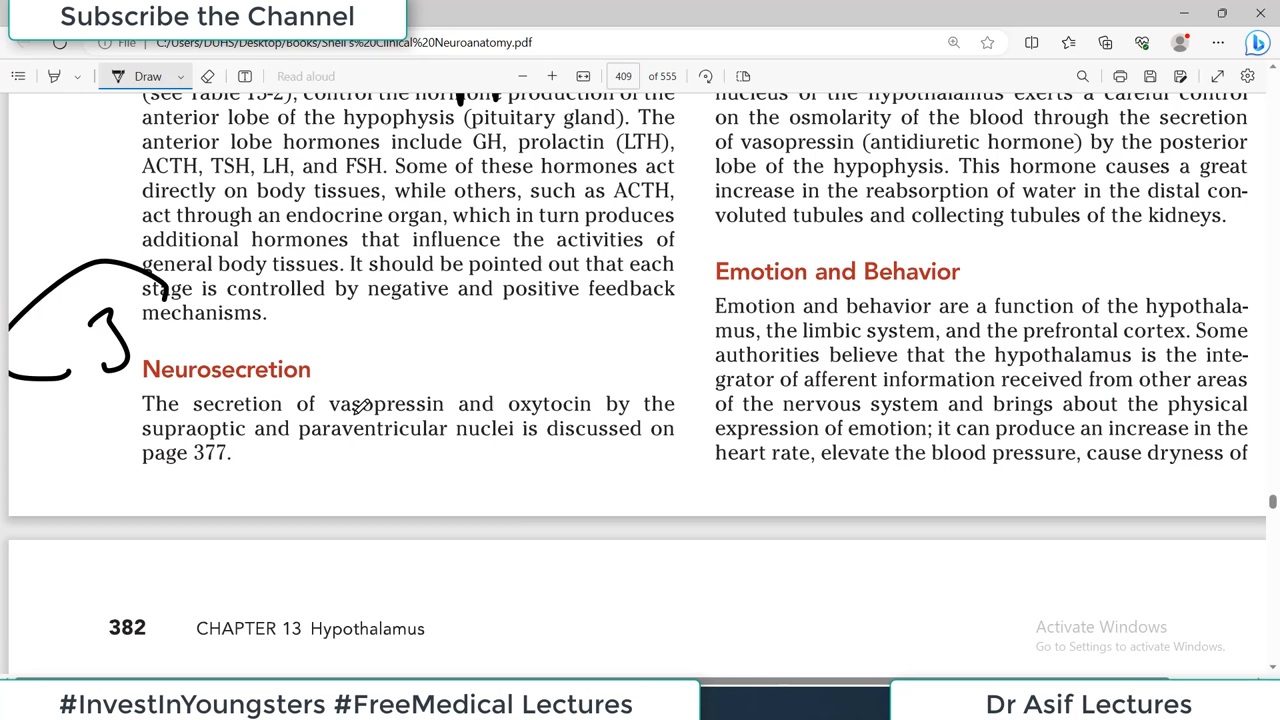 Subscribe the Channel
File
C:/Users/DUHS/Desktop/Books/Snell's%20Clinical%20Neuroanatomy.pdf
Draw
Read aloud
409
of 555
(see Table 13-2), control the hormone production of the
anterior lobe of the hypophysis (pituitary gland). The
anterior lobe hormones include GH, prolactin (LTH),
ACTH, TSH, LH, and FSH. Some of these hormones act
directly on body tissues, while others, such as ACTH,
act through an endocrine organ, which in turn produces
additional hormones that influence the activities of
general body tissues. It should be pointed out that each
stage is controlled by negative and positive feedback
mechanisms.
Neurosecretion
The secretion of vasopressin and oxytocin by the
supraoptic and paraventricular nuclei is discussed on
page 377.
nucleus of the hypothalamus exerts a careful control
on the osmolarity of the blood through the secretion
of vasopressin (antidiuretic hormone) by the posterior
lobe of the hypophysis. This hormone causes a great
increase in the reabsorption of water in the distal con-
voluted tubules and collecting tubules of the kidneys.
Emotion and Behavior
Emotion and behavior are a function of the hypothala-
mus, the limbic system, and the prefrontal cortex. Some
authorities believe that the hypothalamus is the inte-
grator of afferent information received from other areas
of the nervous system and brings about the physical
expression of emotion; it can produce an increase in the
heart rate, elevate the blood pressure, cause dryness of
382 CHAPTER 13 Hypothalamus
Activate Windows
Go to Settings to activate Windows.
#InvestInYoungsters #FreeMedical Lectures
Dr Asif Lectures